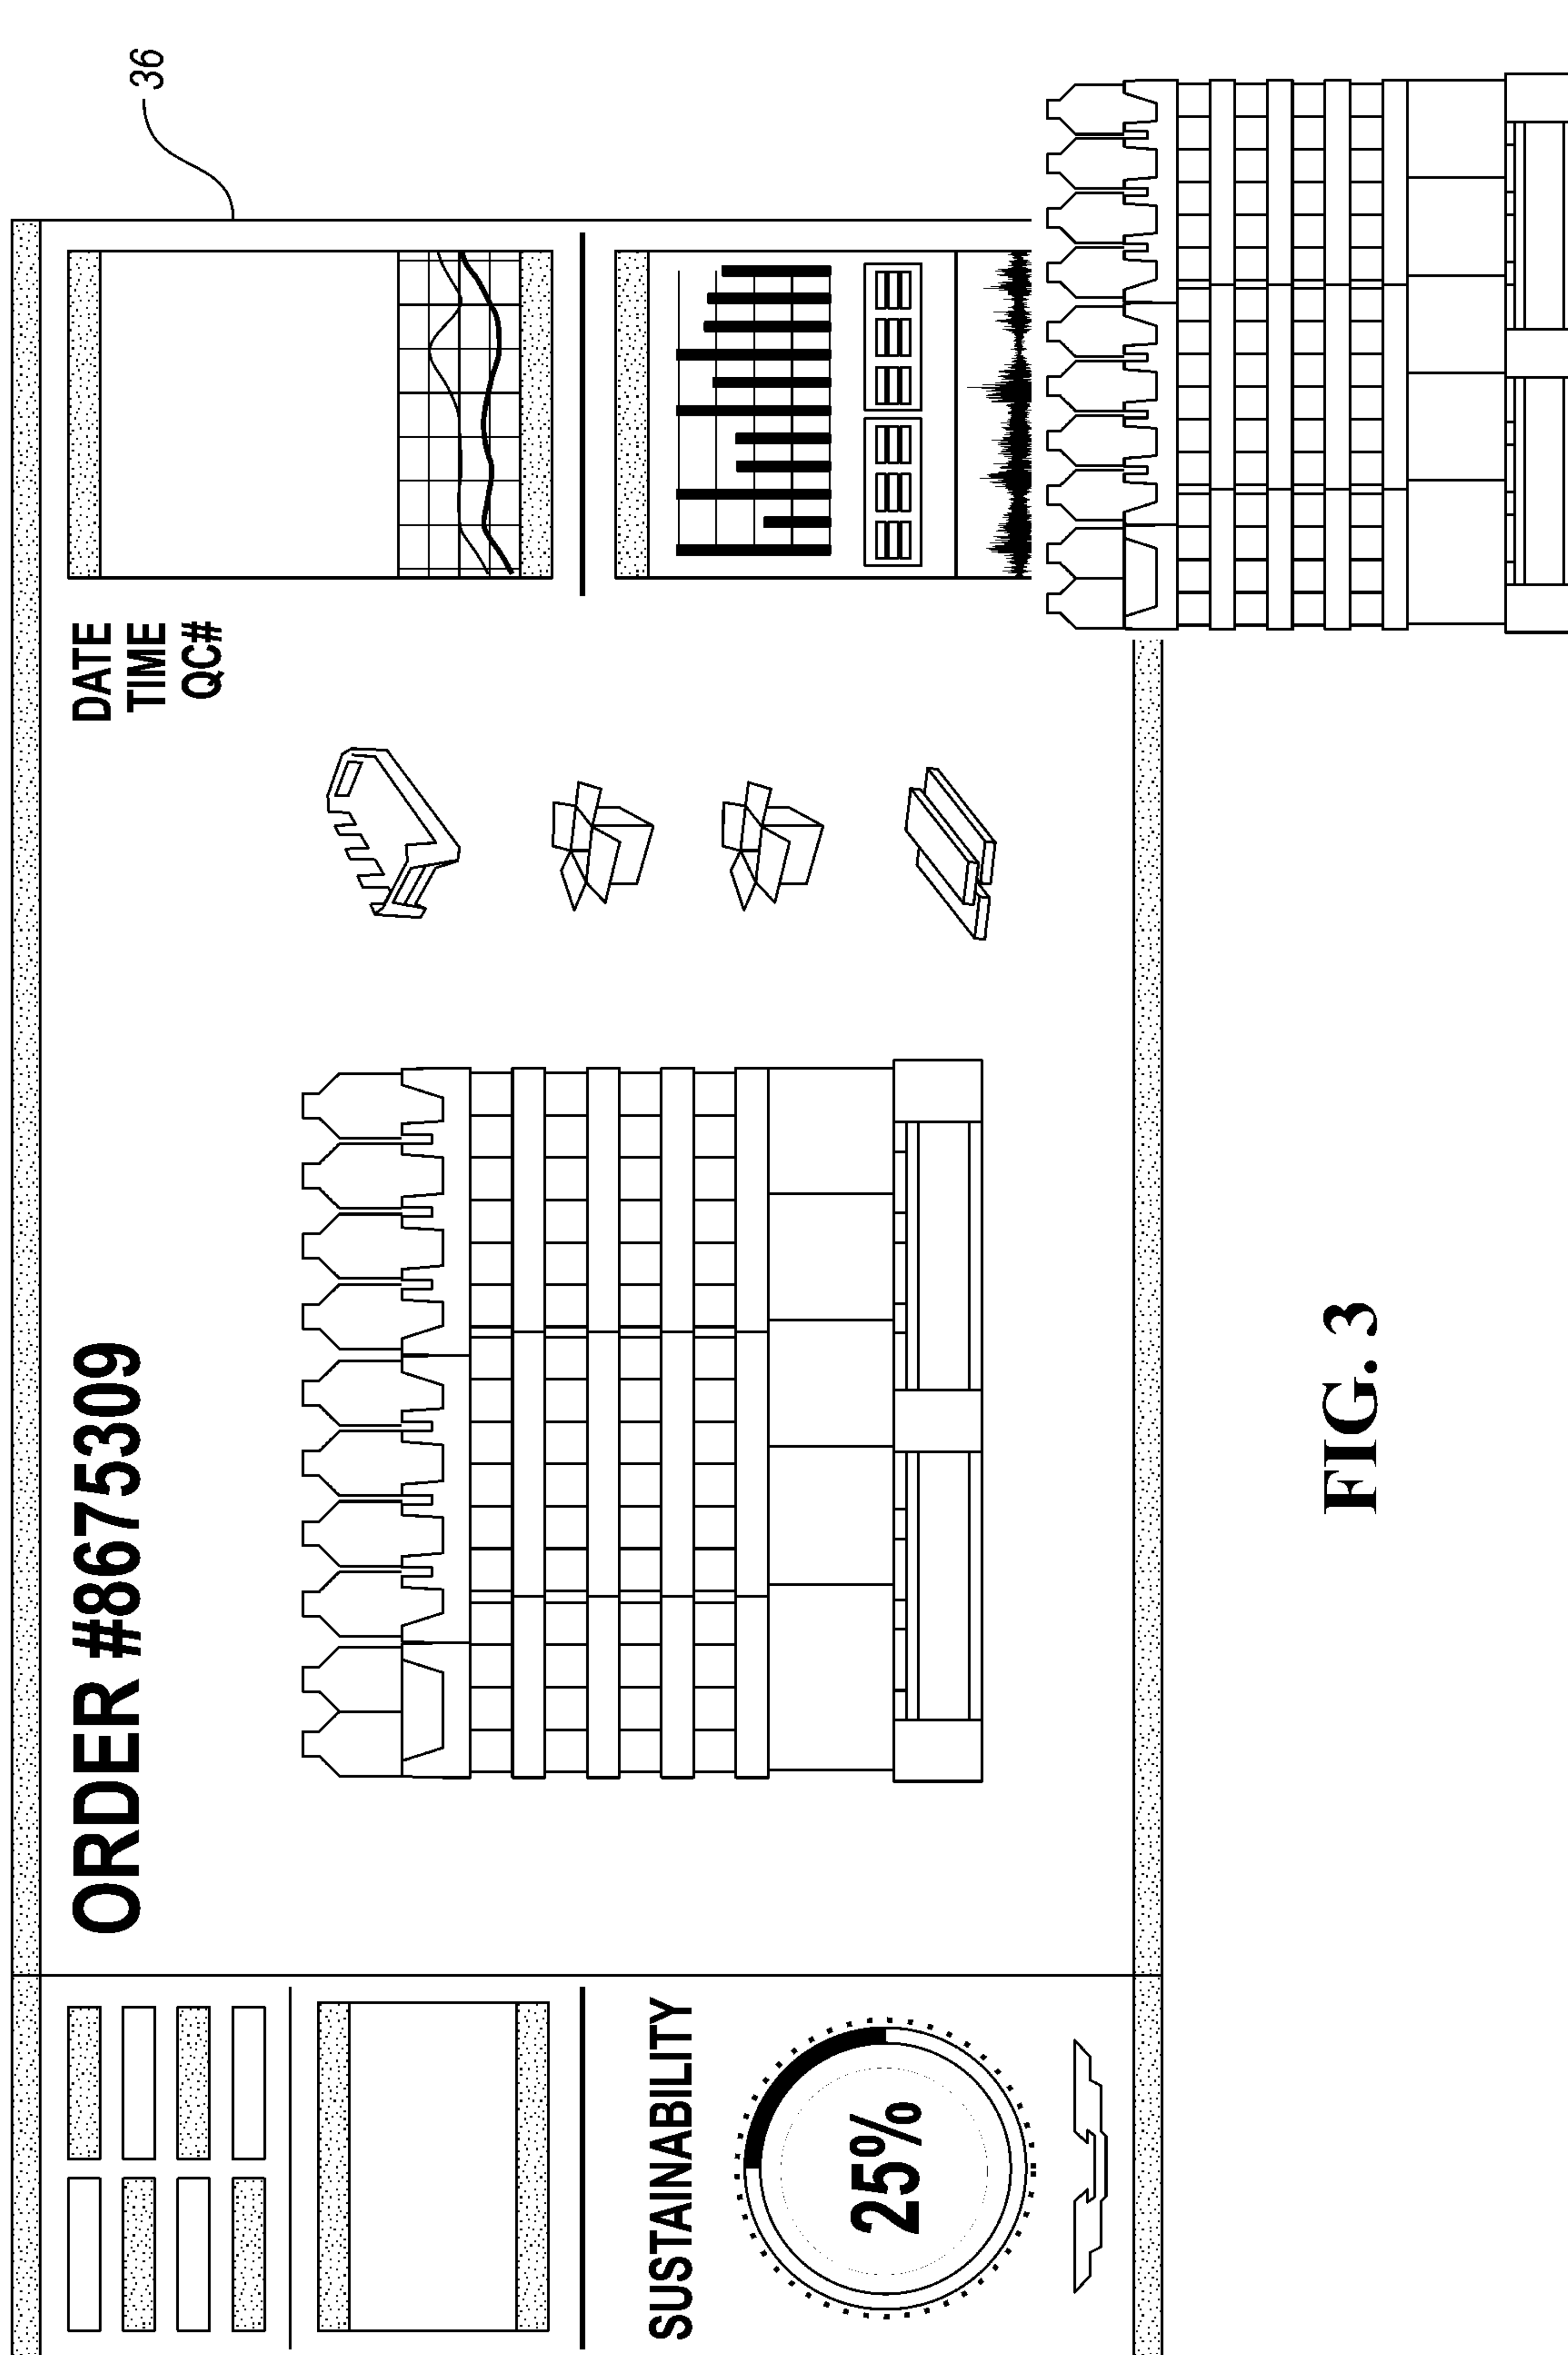 ORDER #8675309
DATE
TIME
QC#
36
SUSTAINABILITY
25%
FIG. 3